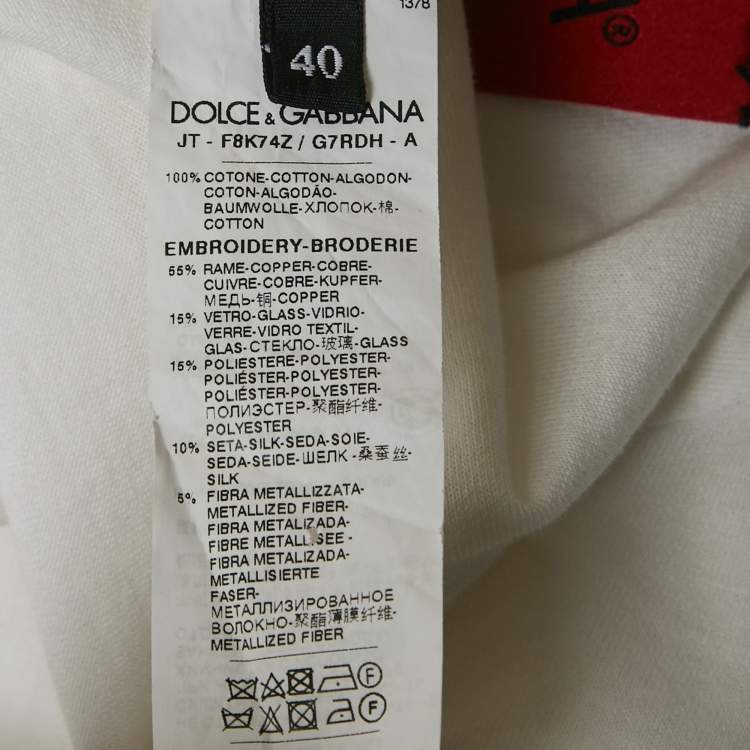 1378
40
DOLCE & GABBANA
JT - F8K74Z / G7RDH - A
100% COTONE-COTTON-ALGODON-
COTON-ALGODÃO-
BAUMWOLLE-ХЛОПОК-棉-
COTTON
EMBROIDERY-BRODERIE
55% RAME-COPPER-COBRE-
CUIVRE-COBRE-KUPFER-
МЕДЬ-铜-COPPER
15% VETRO-GLASS-VIDRIO-
VERRE-VIDRO TEXTIL-
GLAS-СТЕКЛО-玻璃-GLASS
15% POLIESTERE-POLYESTER-
POLIÉSTER-POLYESTER-
POLIÉSTER-POLYESTER-
ПОЛИЭСТЕР-聚酯纤维-
POLYESTER
10% SETA-SILK-SEDA-SOIE-
SEDA-SEIDE-ШЕЛК-桑蚕丝-
SILK
5% FIBRA METALLIZZATA-
METALLIZED FIBER-
FIBRA METALIZADA-
FIBRE METALLISEE -
FIBRA METALIZADA-
METALLISIERTE
FASER-
МЕТАЛЛИЗИРОВАННОЕ
ВОЛОКНО-聚酯薄膜纤维-
METALLIZED FIBER
F
F